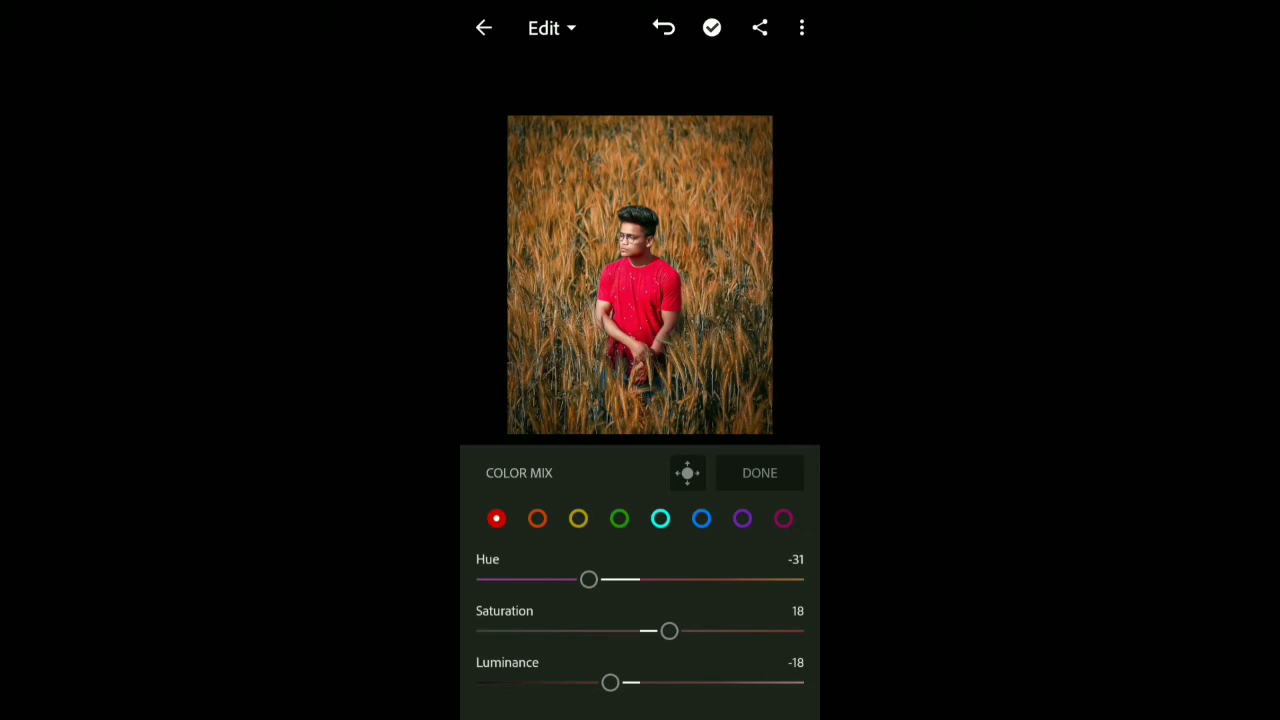 Edit
COLOR MIX DONE
Hue -31
Saturation 18
Luminance -18